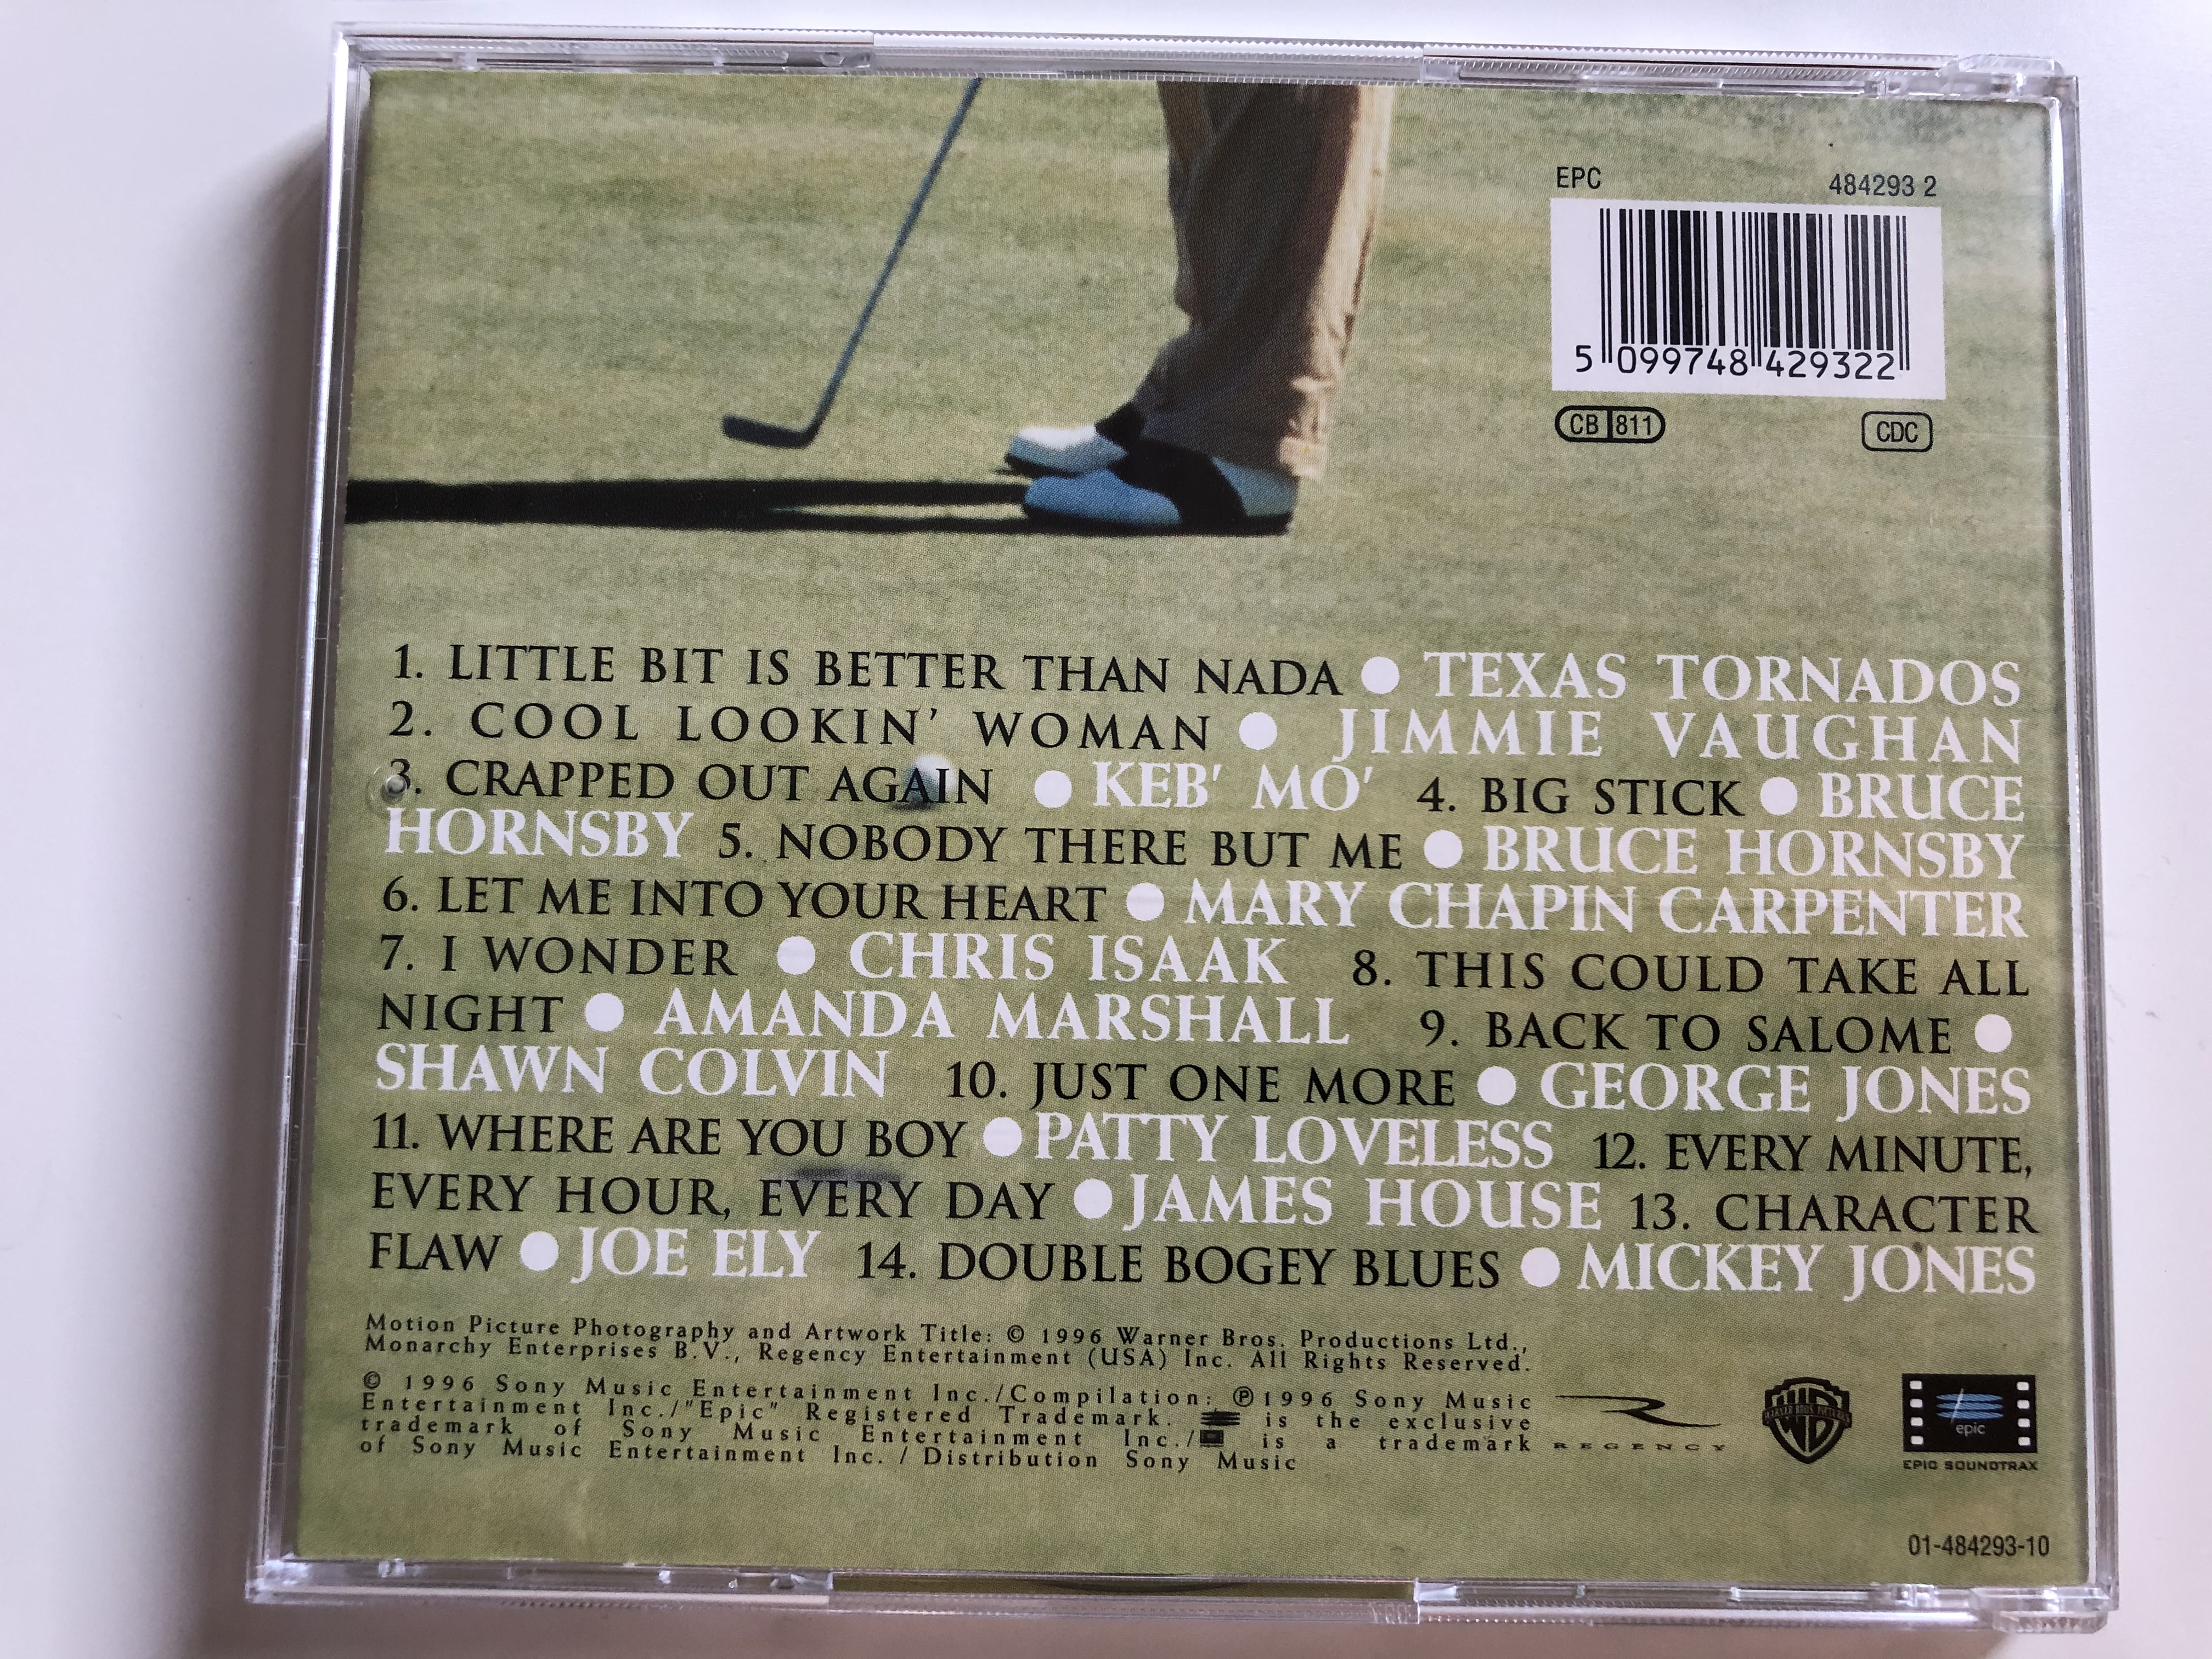 EPC 484293 2
5 099748 429322
CB 811 CDC
1. LITTLE BIT IS BETTER THAN NADA ● TEXAS TORNADOS
2. COOL LOOKIN' WOMAN ● JIMMIE VAUGHAN
3. CRAPPED OUT AGAIN ● KEB' MO' 4. BIG STICK ● BRUCE
HORNSBY 5. NOBODY THERE BUT ME ● BRUCE HORNSBY
6. LET ME INTO YOUR HEART ● MARY CHAPIN CARPENTER
7. I WONDER ● CHRIS ISAAK 8. THIS COULD TAKE ALL
NIGHT ● AMANDA MARSHALL 9. BACK TO SALOME ●
SHAWN COLVIN 10. JUST ONE MORE ● GEORGE JONES
11. WHERE ARE YOU BOY ● PATTY LOVELESS 12. EVERY MINUTE,
EVERY HOUR, EVERY DAY ● JAMES HOUSE 13. CHARACTER
FLAW ● JOE ELY 14. DOUBLE BOGEY BLUES ● MICKEY JONES
Motion Picture Photography and Artwork Title: © 1996 Warner Bros. Productions Ltd.,
Monarchy Enterprises B.V., Regency Entertainment (USA) Inc. All Rights Reserved.
© 1996 Sony Music Entertainment Inc./Compilation: ℗1996 Sony Music
Entertainment Inc./"Epic" Registered Trademark. is the exclusive
trademark of Sony Music Entertainment Inc./ is a trademark
of Sony Music Entertainment Inc. / Distribution Sony Music
REGENCY
WB
epic
EPIC SOUNDTRAX
01-484293-10